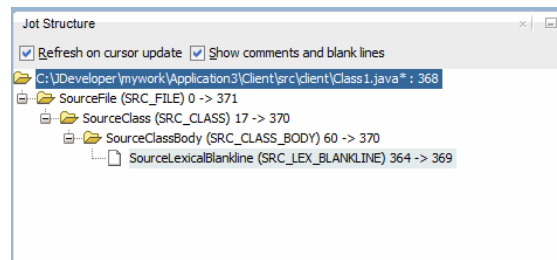 Jot Structure
Refresh on cursor update Show comments and blank lines
C:\JDeveloper\mywork\Application3\Client\src\client\Class1.java* : 368
SourceFile (SRC_FILE) 0 -> 371
SourceClass (SRC_CLASS) 17 -> 370
SourceClassBody (SRC_CLASS_BODY) 60 -> 370
SourceLexicalBlankline (SRC_LEX_BLANKLINE) 364 -> 369